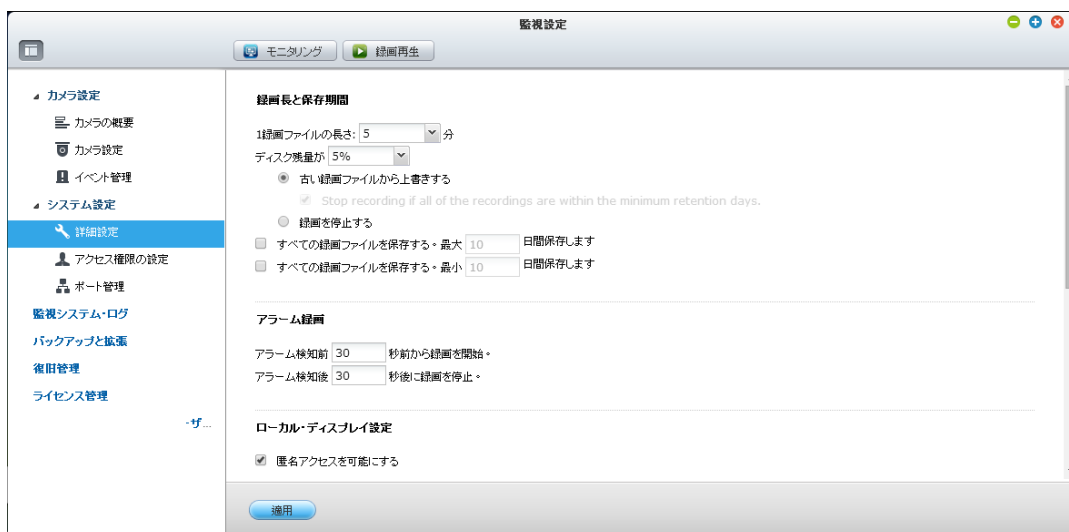 監視設定
モニタリング 録画再生
カメラ設定
カメラの概要
カメラ設定
イベント管理
システム設定
詳細設定
アクセス権限の設定
ポート管理
監視システム・ログ
バックアップと拡張
復旧管理
ライセンス管理
-ザ...
録画長と保存期間
1録画ファイルの長さ: 5 分
ディスク残量が 5%
古い録画ファイルから上書きする
Stop recording if all of the recordings are within the minimum retention days.
録画を停止する
すべての録画ファイルを保存する。最大 10 日間保存します
すべての録画ファイルを保存する。最小 10 日間保存します
アラーム録画
アラーム検知前 30 秒前から録画を開始。
アラーム検知後 30 秒後に録画を停止。
ローカル・ディスプレイ設定
匿名アクセスを可能にする
適用